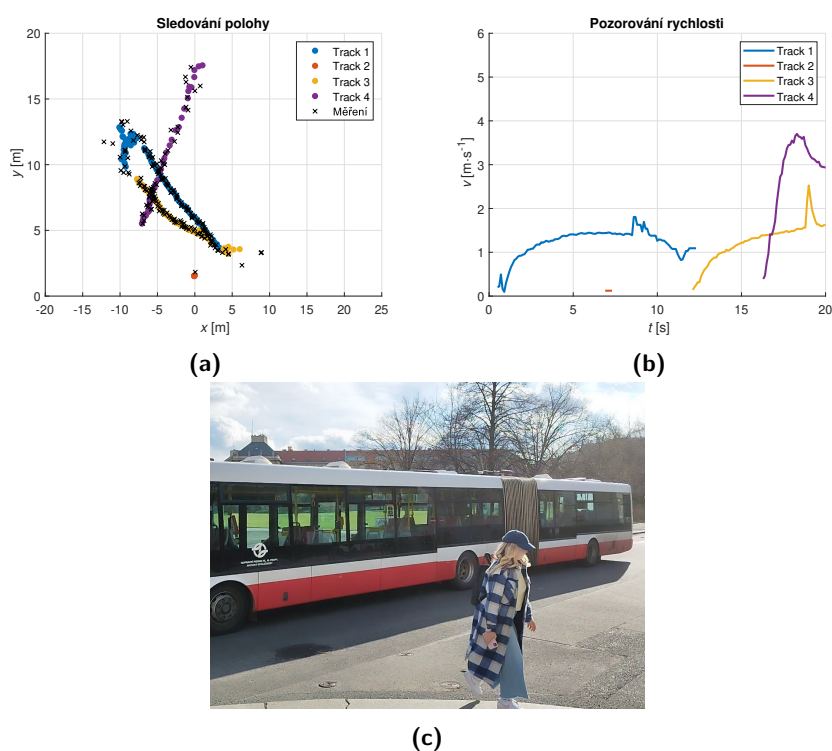 Sledování polohy
20
15
10
5
0
y [m]
-20
-15
-10
-5
0
5
10
15
20
25
x [m]
Track 1
Track 2
Track 3
Track 4
Měření
(a)
Pozorování rychlosti
6
5
4
3
2
1
0
v [m·s⁻¹]
0
5
10
15
20
t [s]
Track 1
Track 2
Track 3
Track 4
(b)
(c)